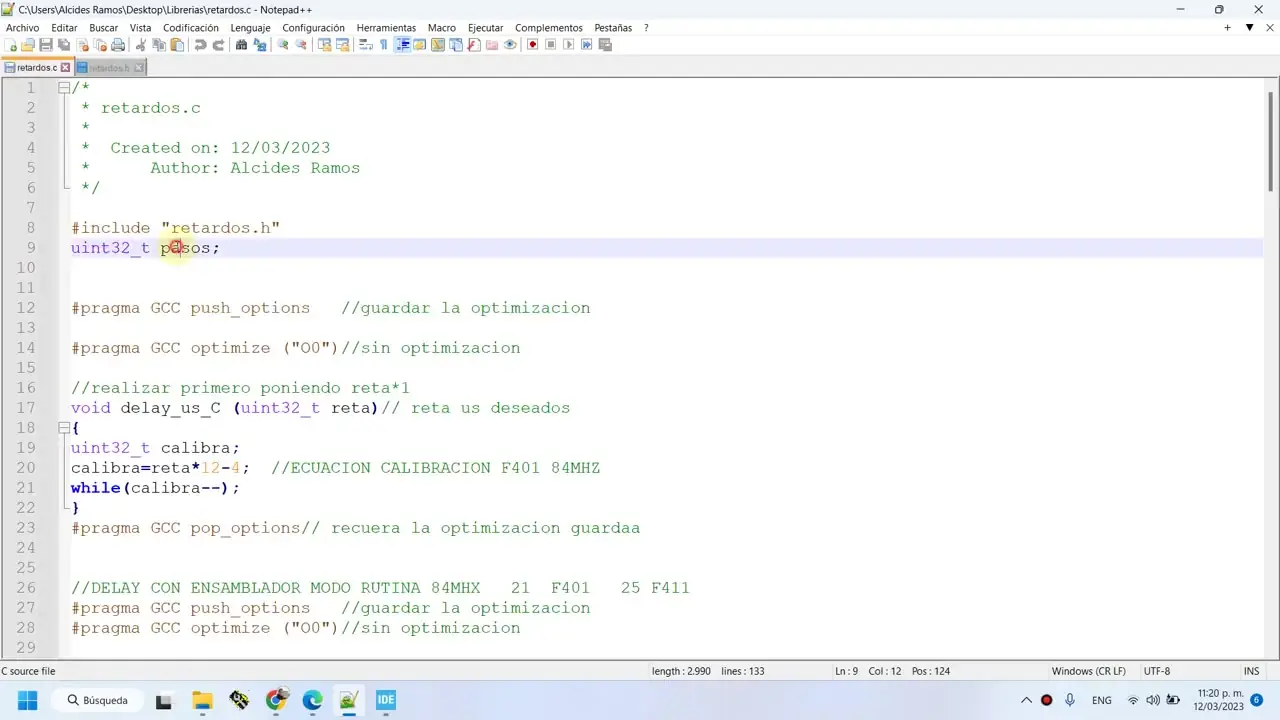 C:\Users\Alcides Ramos\Desktop\Librerias\retardos.c - Notepad++
Archivo Editar Buscar Vista Codificación Lenguaje Configuración Herramientas Macro Ejecutar Complementos Pestañas ?
retardos.c retardos.h
1 /*
2 * retardos.c
3 *
4 * Created on: 12/03/2023
5 * Author: Alcides Ramos
6 */
7
8 #include "retardos.h"
9 uint32_t pasos;
10
11
12 #pragma GCC push_options //guardar la optimizacion
13
14 #pragma GCC optimize ("O0")//sin optimizacion
15
16 //realizar primero poniendo reta*1
17 void delay_us_C (uint32_t reta)// reta us deseados
18 {
19 uint32_t calibra;
20 calibra=reta*12-4; //ECUACION CALIBRACION F401 84MHZ
21 while(calibra--);
22 }
23 #pragma GCC pop_options// recuera la optimizacion guardaa
24
25
26 //DELAY CON ENSAMBLADOR MODO RUTINA 84MHX 21 F401 25 F411
27 #pragma GCC push_options //guardar la optimizacion
28 #pragma GCC optimize ("O0")//sin optimizacion
29
C source file length : 2.990 lines : 133 Ln : 9 Col : 12 Pos : 124 Windows (CR LF) UTF-8 INS
Búsqueda IDE ENG 11:20 p. m. 6
12/03/2023